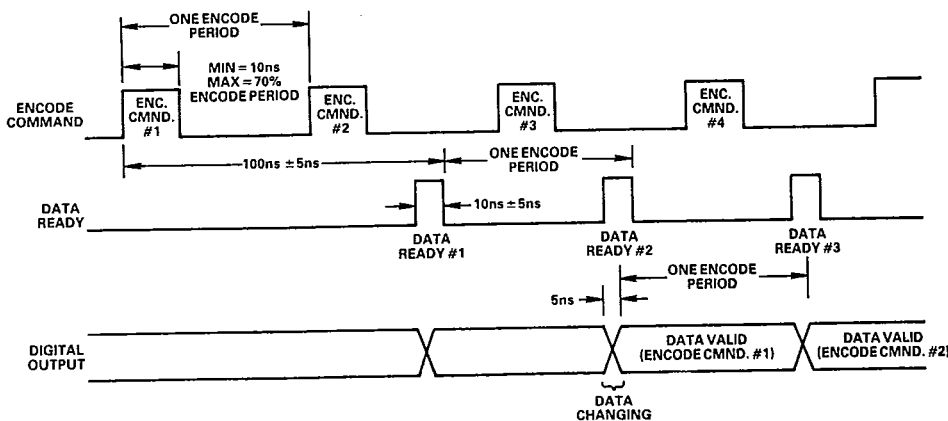 ONE ENCODE
PERIOD
MIN = 10ns
MAX = 70%
ENCODE PERIOD
ENCODE
COMMAND
ENC.
CMND.
#1
ENC.
CMND.
#2
ENC.
CMND.
#3
ENC.
CMND.
#4
100ns ± 5ns
ONE ENCODE
PERIOD
DATA
READY
10ns ± 5ns
DATA
READY #1
DATA
READY #2
DATA
READY #3
ONE ENCODE
PERIOD
5ns
DIGITAL
OUTPUT
DATA VALID
(ENCODE CMND. #1)
DATA VALID
(ENCODE CMND. #2)
DATA
CHANGING